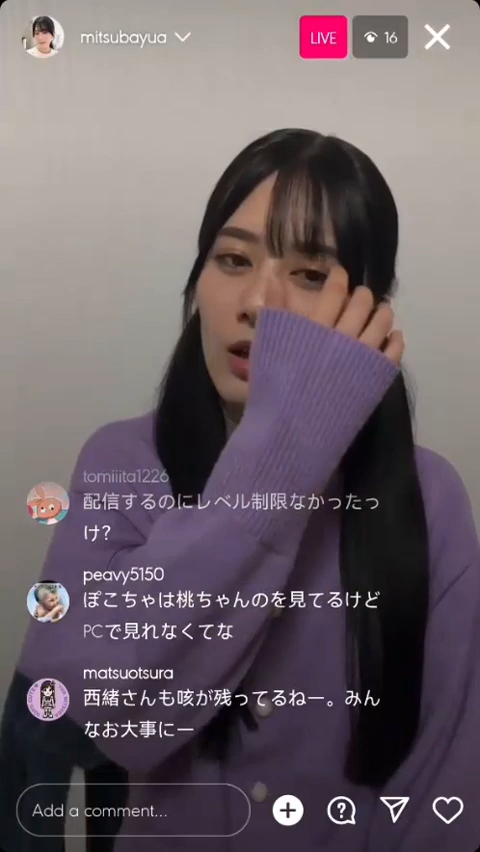 mitsubayua
LIVE
16
tomiiita1226
配信するのにレベル制限なかったっ
け?
peavy5150
ぽこちゃは桃ちゃんのを見てるけど
PCで見れなくてな
matsuotsura
西緒さんも咳が残ってるねー。みん
なお大事にー
Add a comment...